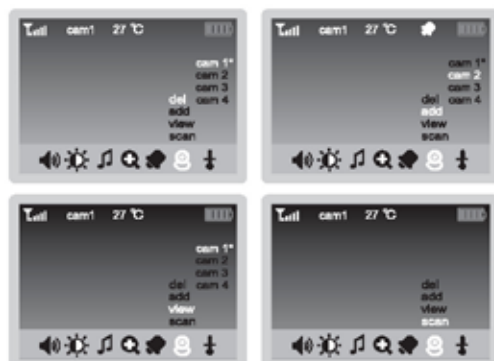 cam1 27 ℃
cam 1*
cam 2
cam 3
del cam 4
add
view
scan
cam1 27 ℃
cam 1*
cam 2
cam 3
del cam 4
add
view
scan
cam1 27 ℃
cam 1*
cam 2
cam 3
del cam 4
add
view
scan
cam1 27 ℃
del
add
view
scan